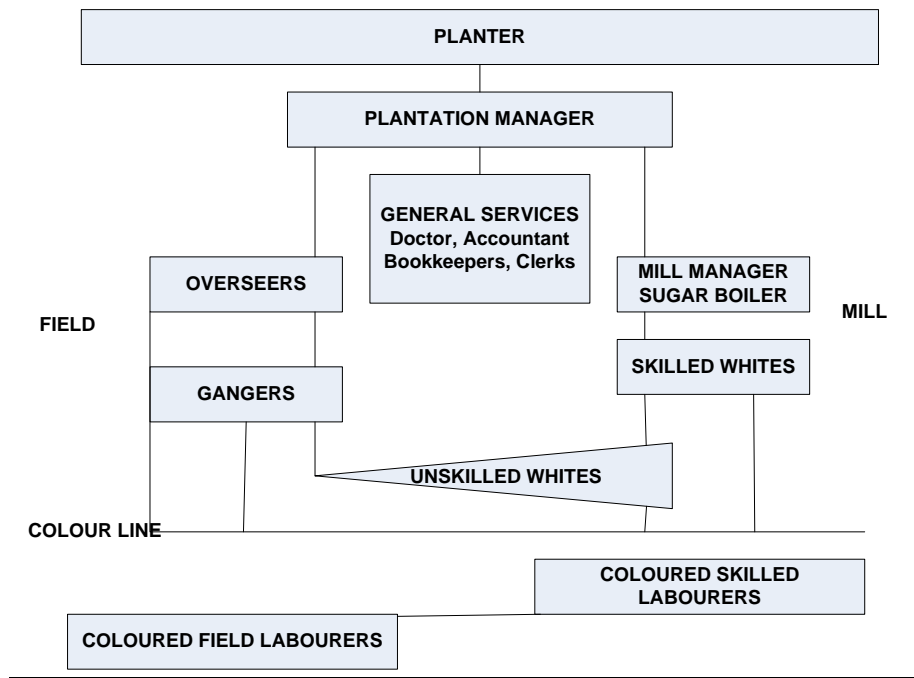 PLANTER
PLANTATION MANAGER
GENERAL SERVICES
Doctor, Accountant
Bookkeepers, Clerks
OVERSEERS
MILL MANAGER
SUGAR BOILER
FIELD
MILL
SKILLED WHITES
GANGERS
UNSKILLED WHITES
COLOUR LINE
COLOURED SKILLED
LABOURERS
COLOURED FIELD LABOURERS